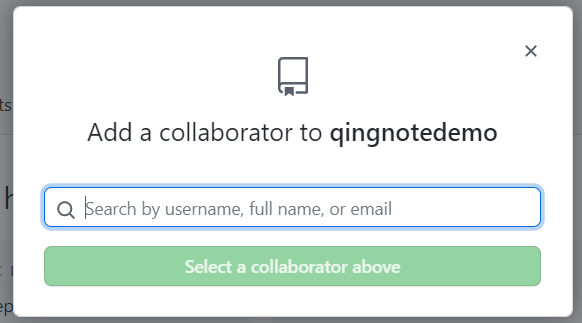 Add a collaborator to qingnotedemo
Search by username, full name, or email
Select a collaborator above